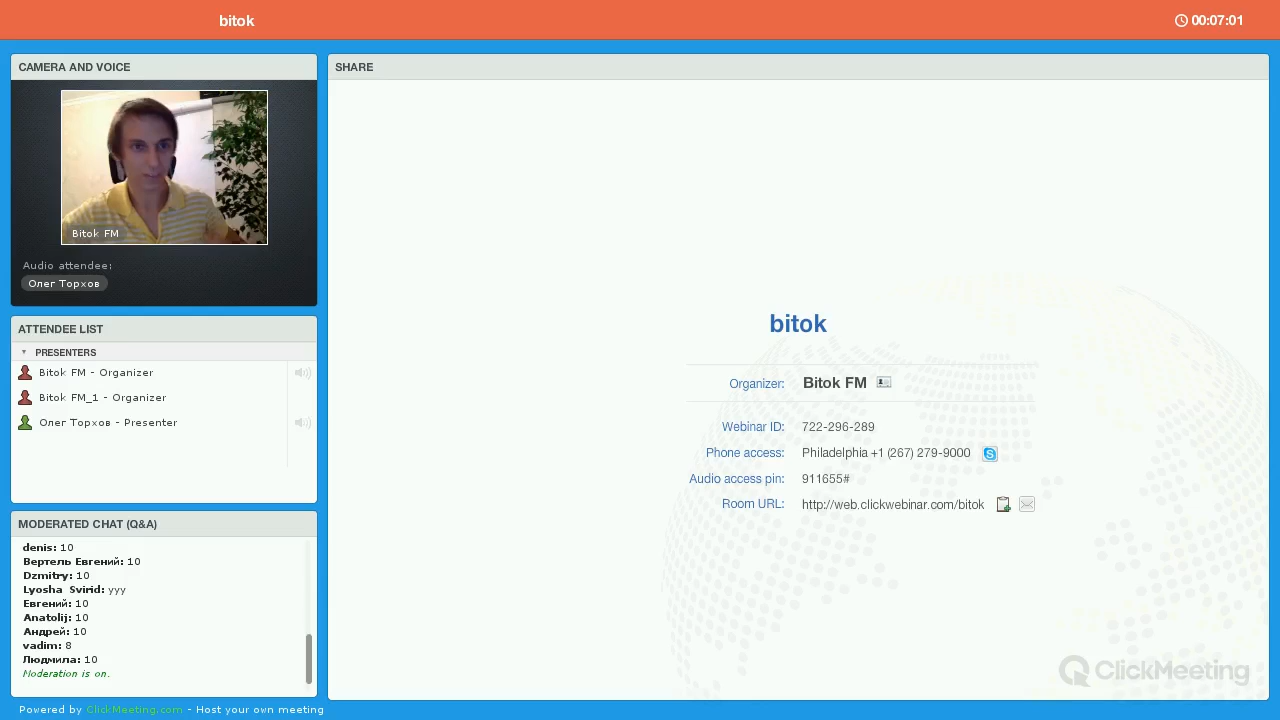 bitok
00:07:01
CAMERA AND VOICE
Bitok FM
Audio attendee:
Олег Торхов
ATTENDEE LIST
PRESENTERS
Bitok FM - Organizer
Bitok FM_1 - Organizer
Олег Торхов - Presenter
MODERATED CHAT (Q&A)
denis: 10
Вертель Евгений: 10
Dzmitry: 10
Lyosha Svirid: yyy
Евгений: 10
Anatolij: 10
Андрей: 10
vadim: 8
Людмила: 10
Moderation is on.
Powered by ClickMeeting.com - Host your own meeting
SHARE
bitok
Organizer: Bitok FM
Webinar ID: 722-296-289
Phone access: Philadelphia +1 (267) 279-9000
Audio access pin: 911655#
Room URL: http://web.clickwebinar.com/bitok
ClickMeeting